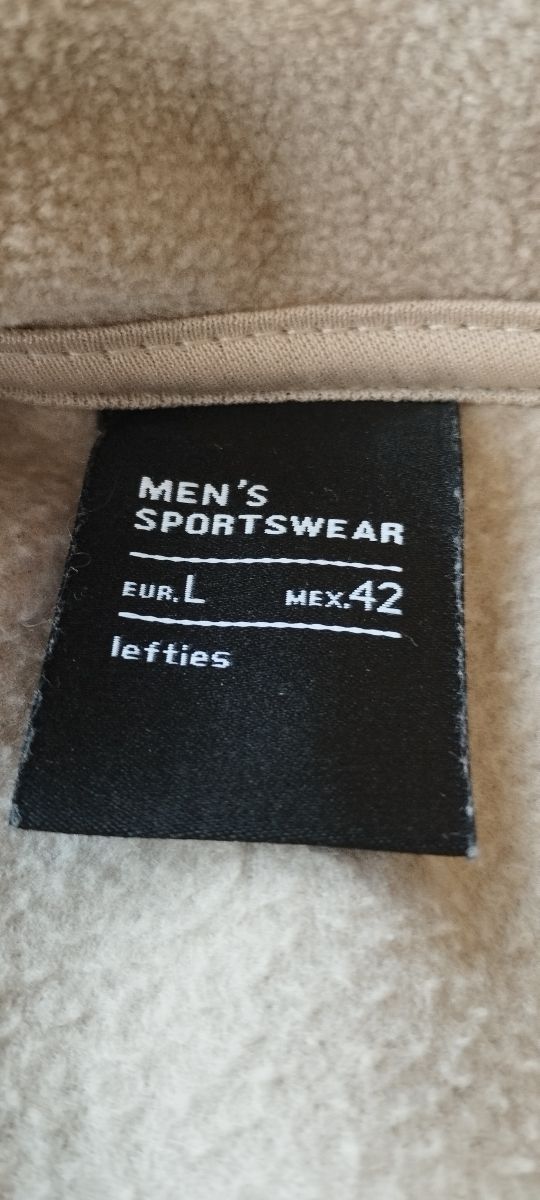 MEN'S
SPORTSWEAR
EUR.L MEX.42
lefties